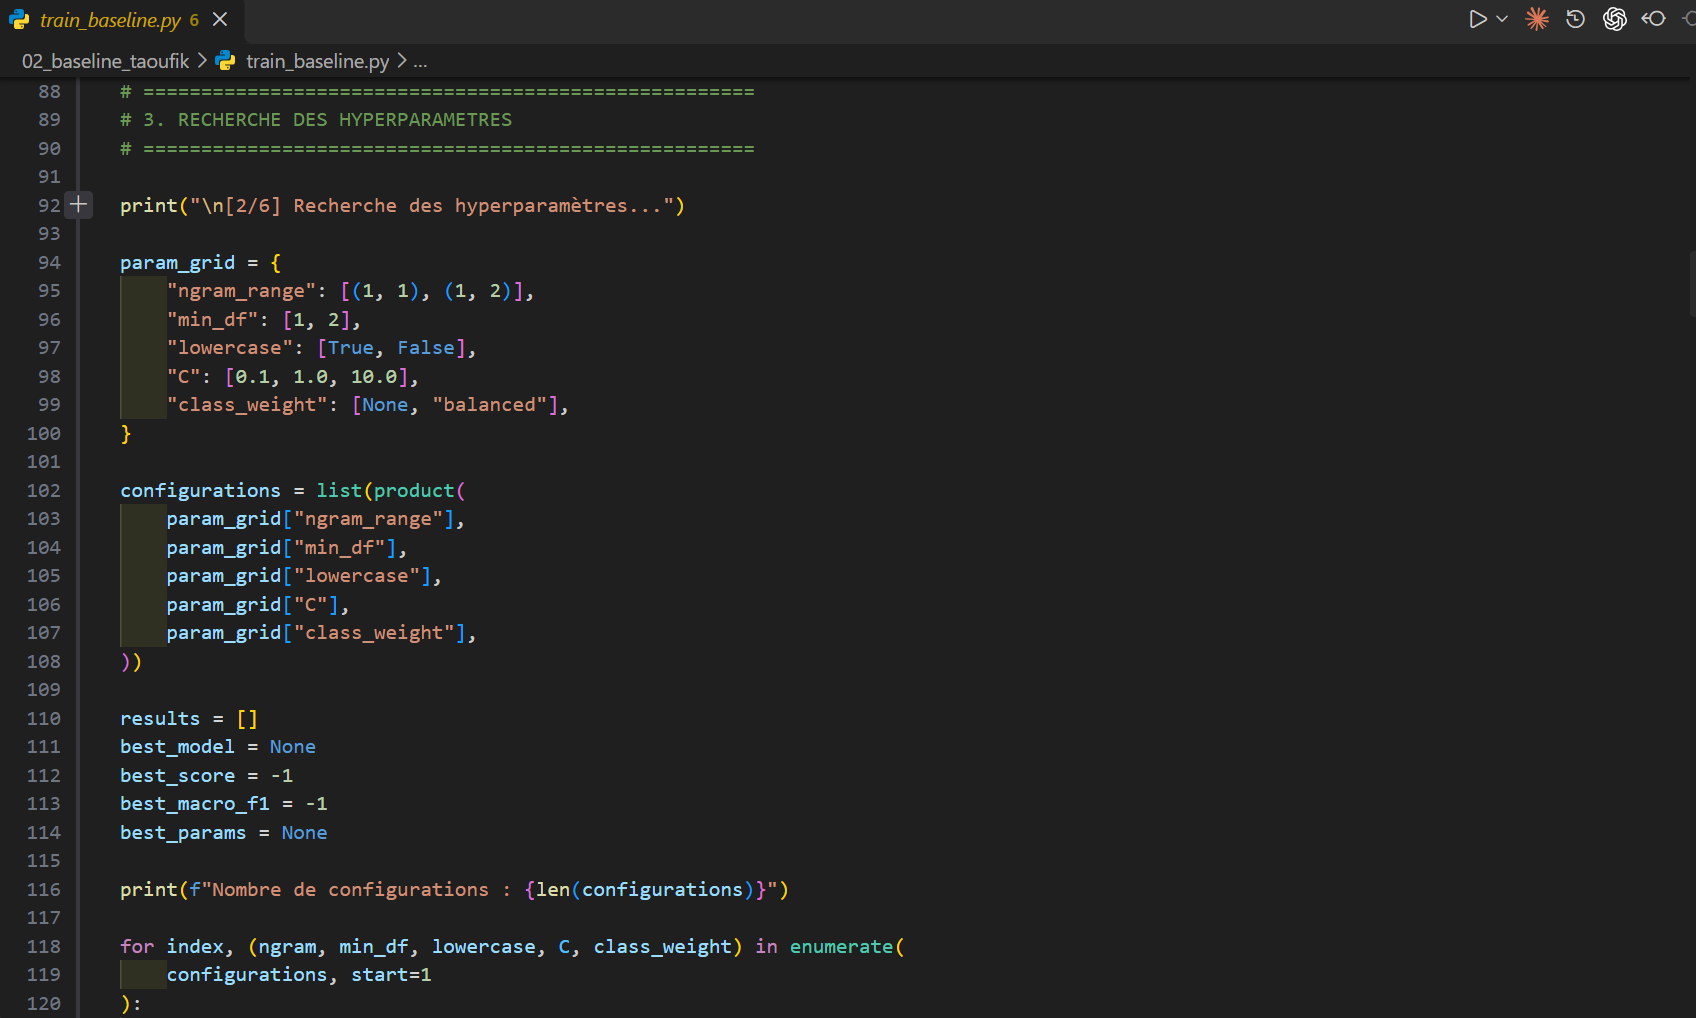 train_baseline.py 6
02_baseline_taoufik > train_baseline.py > ...
88 # =====================================================
89 # 3. RECHERCHE DES HYPERPARAMETRES
90 # =====================================================
91
92 print("\n[2/6] Recherche des hyperparamètres...")
93
94 param_grid = {
95     "ngram_range": [(1, 1), (1, 2)],
96     "min_df": [1, 2],
97     "lowercase": [True, False],
98     "C": [0.1, 1.0, 10.0],
99     "class_weight": [None, "balanced"],
100 }
101
102 configurations = list(product(
103     param_grid["ngram_range"],
104     param_grid["min_df"],
105     param_grid["lowercase"],
106     param_grid["C"],
107     param_grid["class_weight"],
108 ))
109
110 results = []
111 best_model = None
112 best_score = -1
113 best_macro_f1 = -1
114 best_params = None
115
116 print(f"Nombre de configurations : {len(configurations)}")
117
118 for index, (ngram, min_df, lowercase, C, class_weight) in enumerate(
119     configurations, start=1
120 ):